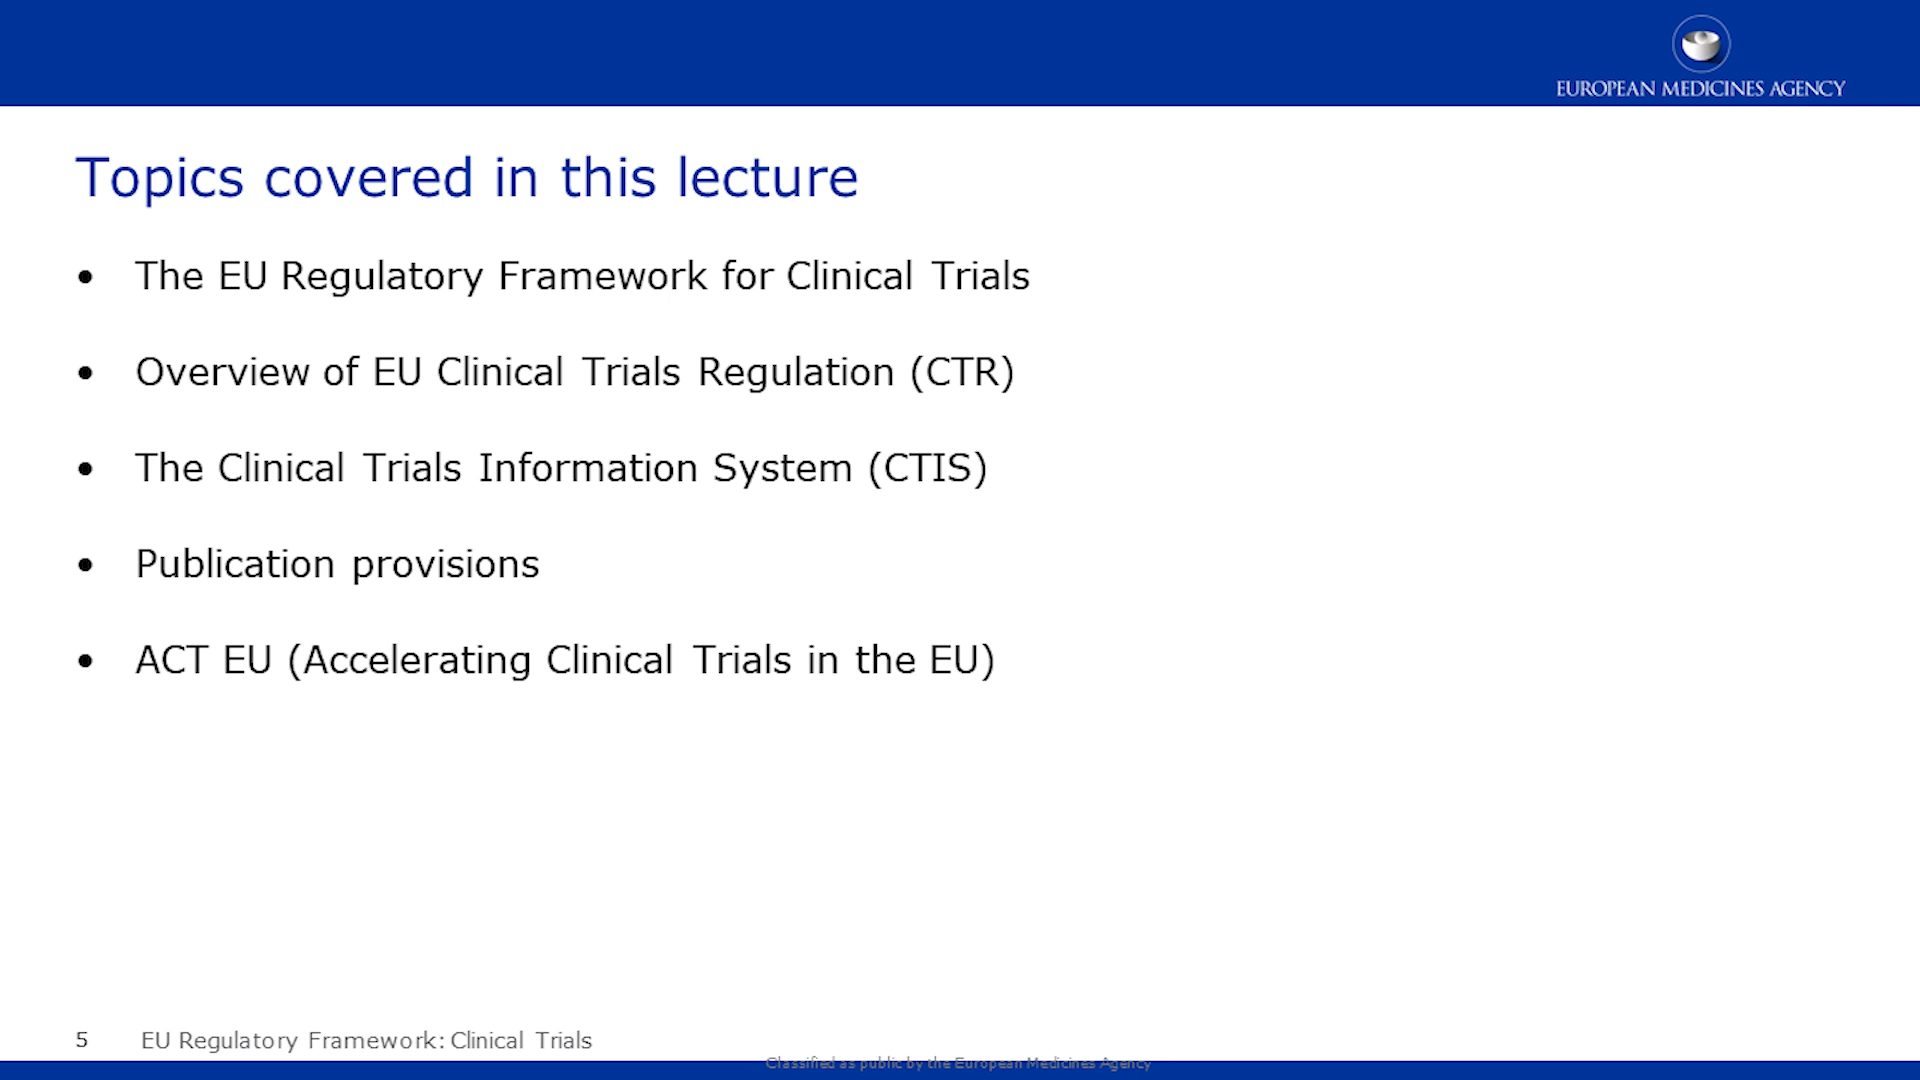 EUROPEAN MEDICINES AGENCY
Topics covered in this lecture
• The EU Regulatory Framework for Clinical Trials
• Overview of EU Clinical Trials Regulation (CTR)
• The Clinical Trials Information System (CTIS)
• Publication provisions
• ACT EU (Accelerating Clinical Trials in the EU)
5 EU Regulatory Framework: Clinical Trials
Classified as public by the European Medicines Agency